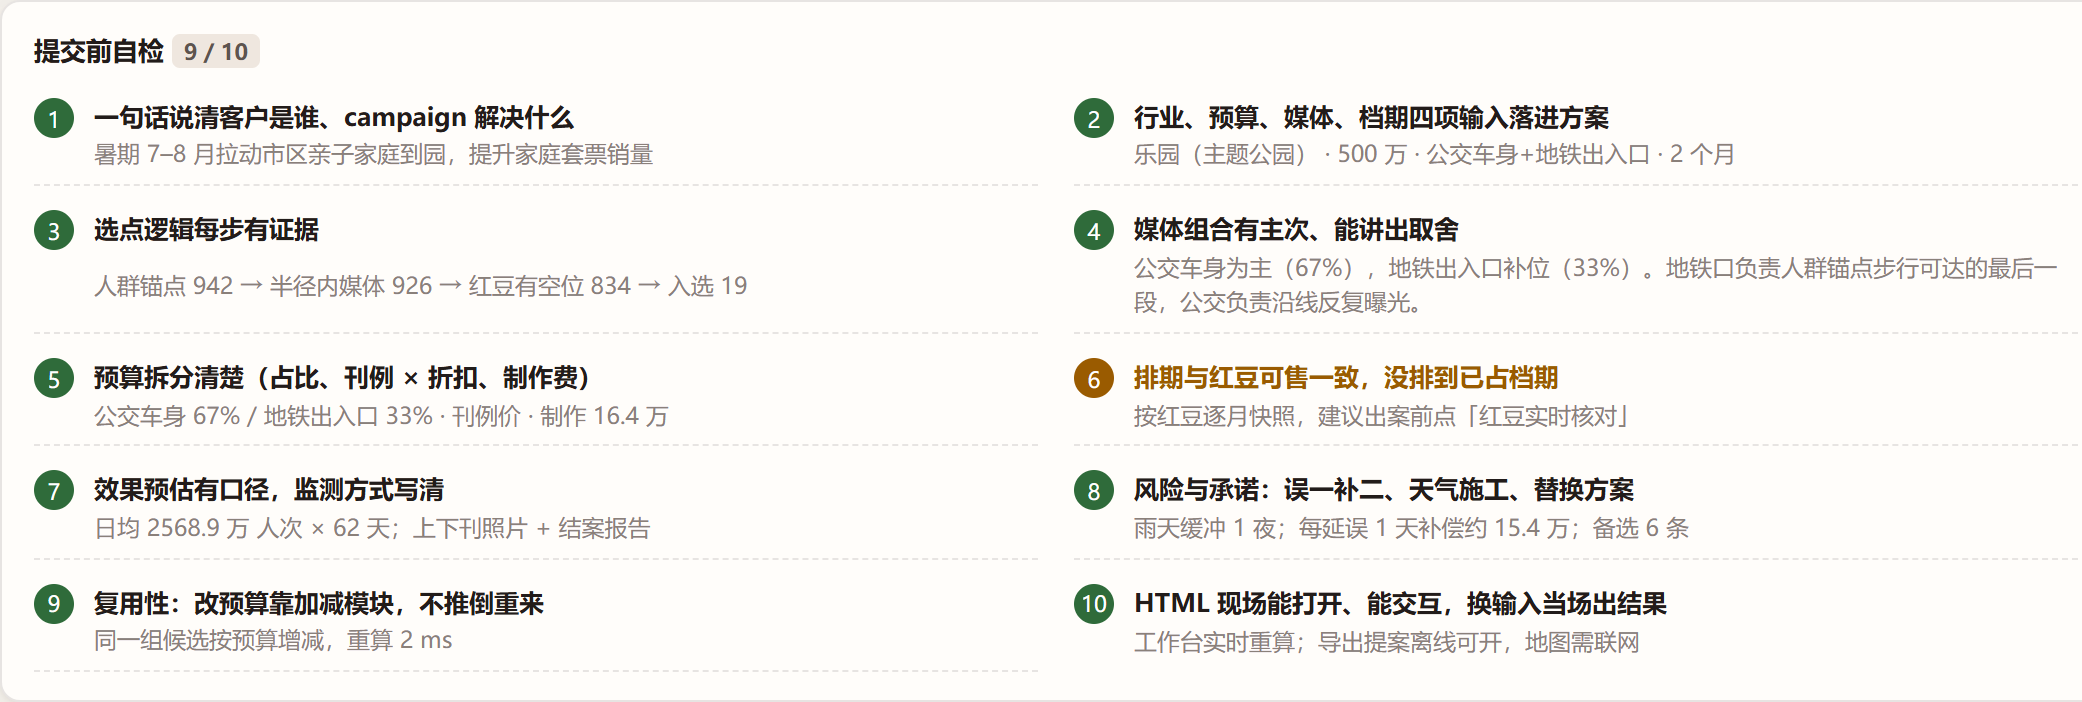 提交前自检 9 / 10
1 一句话说清客户是谁、campaign 解决什么
暑期 7–8 月拉动市区亲子家庭到园，提升家庭套票销量
2 行业、预算、媒体、档期四项输入落进方案
乐园（主题公园） · 500 万 · 公交车身+地铁出入口 · 2 个月
3 选点逻辑每步有证据
人群锚点 942 → 半径内媒体 926 → 红豆有空位 834 → 入选 19
4 媒体组合有主次、能讲出取舍
公交车身为主（67%），地铁出入口补位（33%）。地铁口负责人群锚点步行可达的最后一
段，公交负责沿线反复曝光。
5 预算拆分清楚（占比、刊例 × 折扣、制作费）
公交车身 67% / 地铁出入口 33% · 刊例价 · 制作 16.4 万
6 排期与红豆可售一致，没排到已占档期
按红豆逐月快照，建议出案前点「红豆实时核对」
7 效果预估有口径，监测方式写清
日均 2568.9 万 人次 × 62 天；上下刊照片 + 结案报告
8 风险与承诺：误一补二、天气施工、替换方案
雨天缓冲 1 夜；每延误 1 天补偿约 15.4 万；备选 6 条
9 复用性：改预算靠加减模块，不推倒重来
同一组候选按预算增减，重算 2 ms
10 HTML 现场能打开、能交互，换输入当场出结果
工作台实时重算；导出提案离线可开，地图需联网